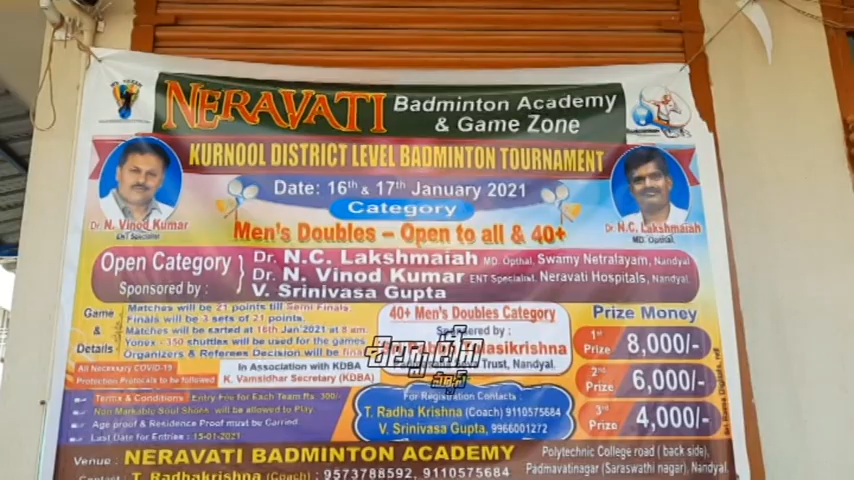 NERAVATI Badminton Academy & Game Zone
KURNOOL DISTRICT LEVEL BADMINTON TOURNAMENT
Date: 16th & 17th January 2021
Category
Men's Doubles – Open to all & 40+
Dr. N. Vinod Kumar
ENT Specialist
Dr. N.C. Lakshmaiah
MD. Opthal.
Open Category
Sponsored by :
Dr. N.C. Lakshmaiah MD. Opthal, Swamy Netralayam, Nandyal
Dr. N. Vinod Kumar ENT Specialist, Neravati Hospitals, Nandyal.
V. Srinivasa Gupta
Game & Details
Matches will be 21 points till Semi Finals.
Finals will be 3 sets of 21 points.
Matches will be sarted at 16th Jan'2021 at 8 am.
Yonex -350 shuttles will be used for the games
Organizers & Referees Decision will be final
40+ Men's Doubles Category
Sponsored by :
Trust, Nandyal.
Prize Money
1st Prize 8,000/-
2nd Prize 6,000/-
3rd Prize 4,000/-
All Necessary COVID-19
Protection Protocals to be followed
In Association with KDBA
K. Vamsidhar Secretary (KDBA)
Terms & Conditions Entry Fee for Each Team Rs. 300/-
Non Markable Soul Shoes will be allowed to Play
Age proof & Residence Proof must be Carried
Last Date for Entries : 15-01-2021
For Registration Contacts :
T. Radha Krishna (Coach) 9110575684
V. Srinivasa Gupta, 9966001272
Venue : NERAVATI BADMINTON ACADEMY
Polytechnic College road ( back side),
Padmavatinagar (Saraswathi nagar), Nandyal
Contact : T. Radhakrishna (Coach) : 9573788592, 9110575684